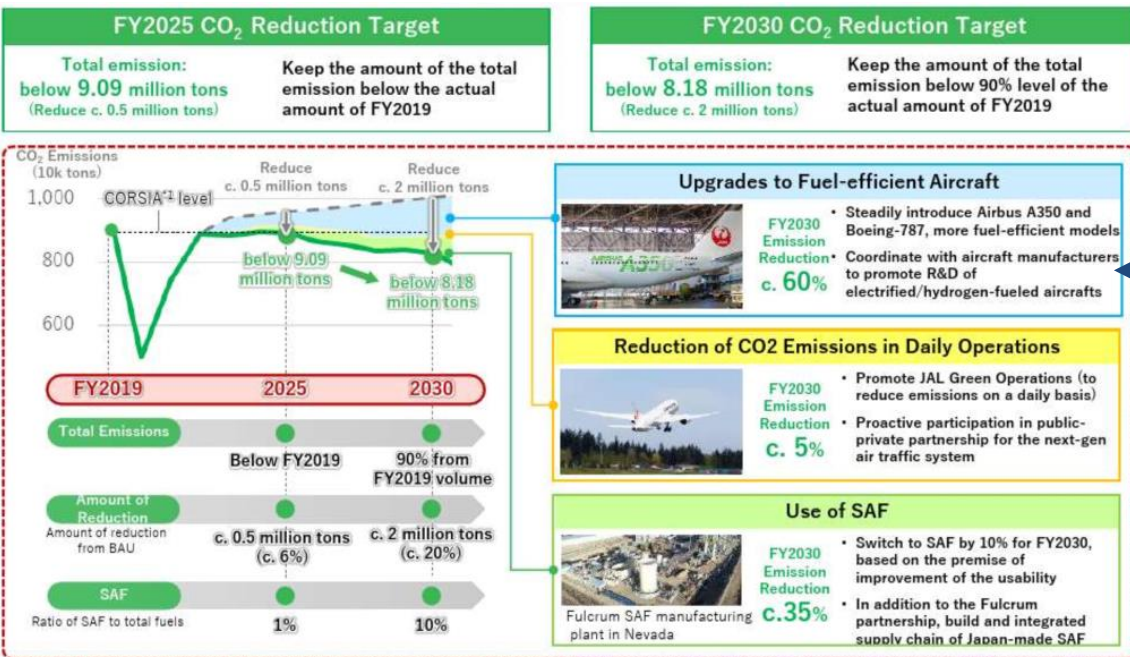 FY2025 CO₂ Reduction Target
Total emission:
below 9.09 million tons
(Reduce c. 0.5 million tons)
Keep the amount of the total
emission below the actual
amount of FY2019
FY2030 CO₂ Reduction Target
Total emission:
below 8.18 million tons
(Reduce c. 2 million tons)
Keep the amount of the total
emission below 90% level of the
actual amount of FY2019
CO₂ Emissions
(10k tons)
1,000
800
600
CORSIA*² level
Reduce
c. 0.5 million tons
Reduce
c. 2 million tons
below 9.09
million tons
below 8.18
million tons
FY2019
2025
2030
Total Emissions
Below FY2019
90% from
FY2019 volume
Amount of
Reduction
Amount of reduction
from BAU
c. 0.5 million tons
(c. 6%)
c. 2 million tons
(c. 20%)
SAF
Ratio of SAF to total fuels
1%
10%
Upgrades to Fuel-efficient Aircraft
AIRBUS A350
FY2030
Emission
Reduction
c. 60%
• Steadily introduce Airbus A350 and
Boeing-787, more fuel-efficient models
• Coordinate with aircraft manufacturers
to promote R&D of
electrified/hydrogen-fueled aircrafts
Reduction of CO2 Emissions in Daily Operations
FY2030
Emission
Reduction
c. 5%
• Promote JAL Green Operations (to
reduce emissions on a daily basis)
• Proactive participation in public-
private partnership for the next-gen
air traffic system
Use of SAF
Fulcrum SAF manufacturing
plant in Nevada
FY2030
Emission
Reduction
c.35%
• Switch to SAF by 10% for FY2030,
based on the premise of
improvement of the usability
• In addition to the Fulcrum
partnership, build and integrated
supply chain of Japan-made SAF